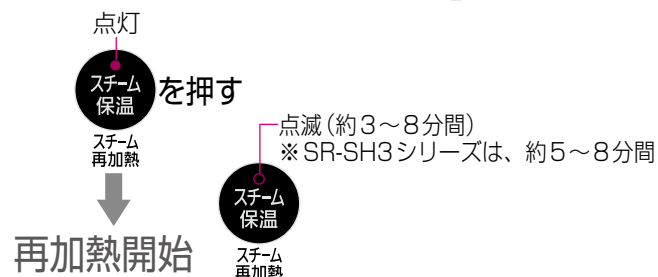 点灯
スチーム
保温
を押す
スチーム
再加熱
点滅(約3～8分間)
※SR-SH3シリーズは、約5～8分間
スチーム
保温
再加熱開始
スチーム
再加熱